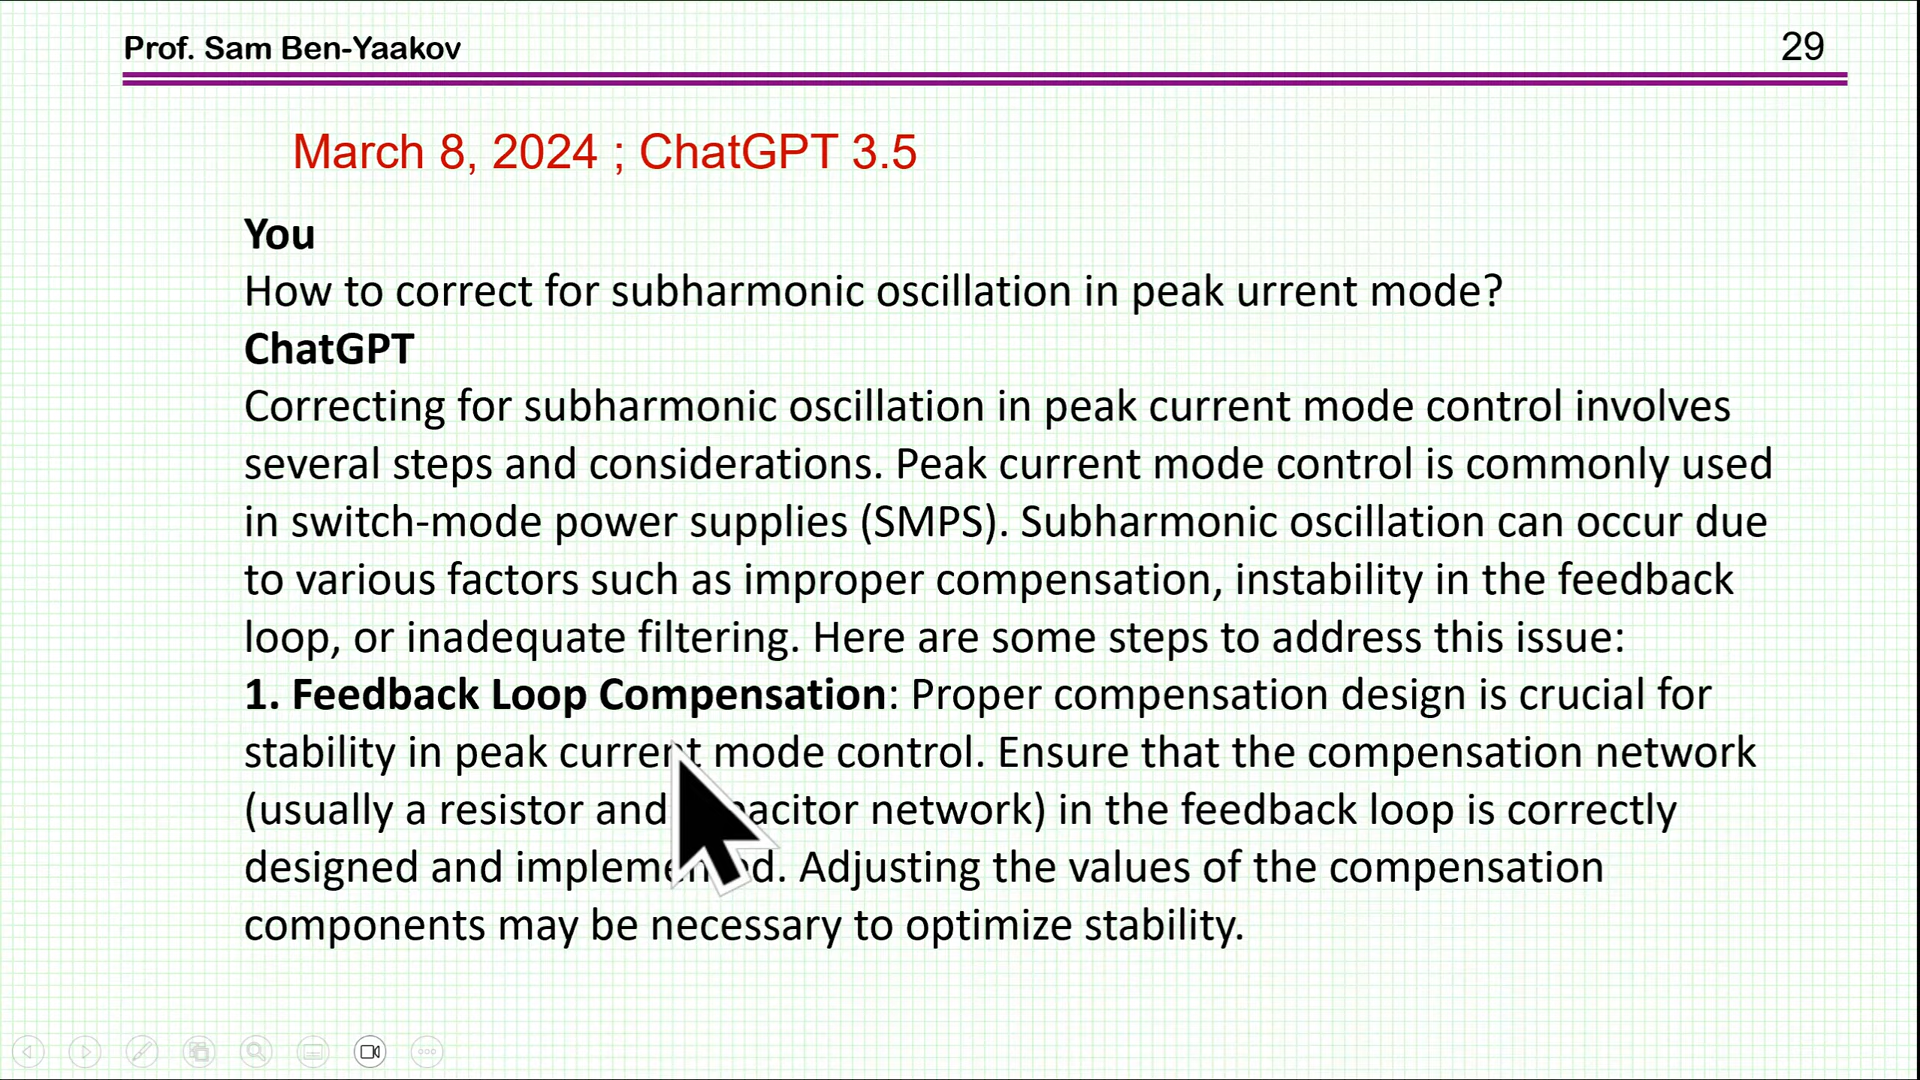 Prof. Sam Ben-Yaakov
29
March 8, 2024 ; ChatGPT 3.5
You
How to correct for subharmonic oscillation in peak urrent mode?
ChatGPT
Correcting for subharmonic oscillation in peak current mode control involves
several steps and considerations. Peak current mode control is commonly used
in switch-mode power supplies (SMPS). Subharmonic oscillation can occur due
to various factors such as improper compensation, instability in the feedback
loop, or inadequate filtering. Here are some steps to address this issue:
1. Feedback Loop Compensation: Proper compensation design is crucial for
stability in peak current mode control. Ensure that the compensation network
(usually a resistor and capacitor network) in the feedback loop is correctly
designed and implemented. Adjusting the values of the compensation
components may be necessary to optimize stability.